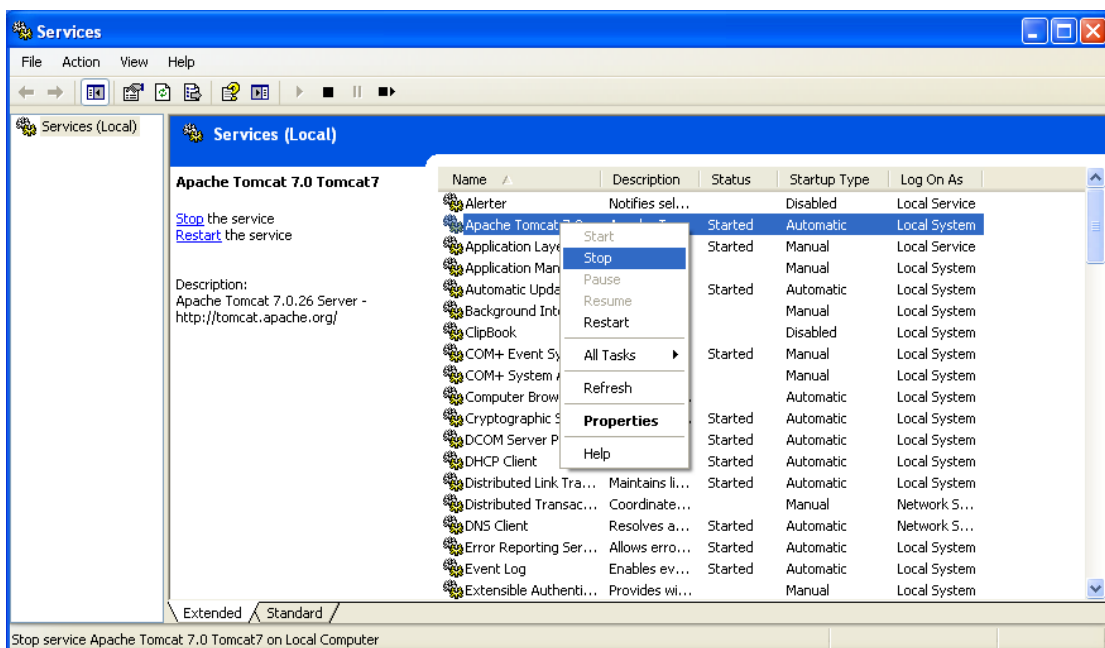 Services
File Action View Help
Services (Local)
Services (Local)
Apache Tomcat 7.0 Tomcat7
Stop the service
Restart the service
Description:
Apache Tomcat 7.0.26 Server -
http://tomcat.apache.org/
Name Description Status Startup Type Log On As
Alerter Notifies sel... Disabled Local Service
Apache Tomcat Started Automatic Local System
Application Laye Started Manual Local Service
Application Man Manual Local System
Automatic Upda Started Automatic Local System
Background Inte Manual Local System
ClipBook Disabled Local System
COM+ Event Sy Started Manual Local System
COM+ System Manual Local System
Computer Brow Automatic Local System
Cryptographic S Started Automatic Local System
DCOM Server P Started Automatic Local System
DHCP Client Started Automatic Local System
Distributed Link Tra... Maintains li... Started Automatic Local System
Distributed Transac... Coordinate... Manual Network S...
DNS Client Resolves a... Started Automatic Network S...
Error Reporting Ser... Allows erro... Started Automatic Local System
Event Log Enables ev... Started Automatic Local System
Extensible Authenti... Provides wi... Manual Local System
Start
Stop
Pause
Resume
Restart
All Tasks
Refresh
Properties
Help
Extended Standard
Stop service Apache Tomcat 7.0 Tomcat7 on Local Computer